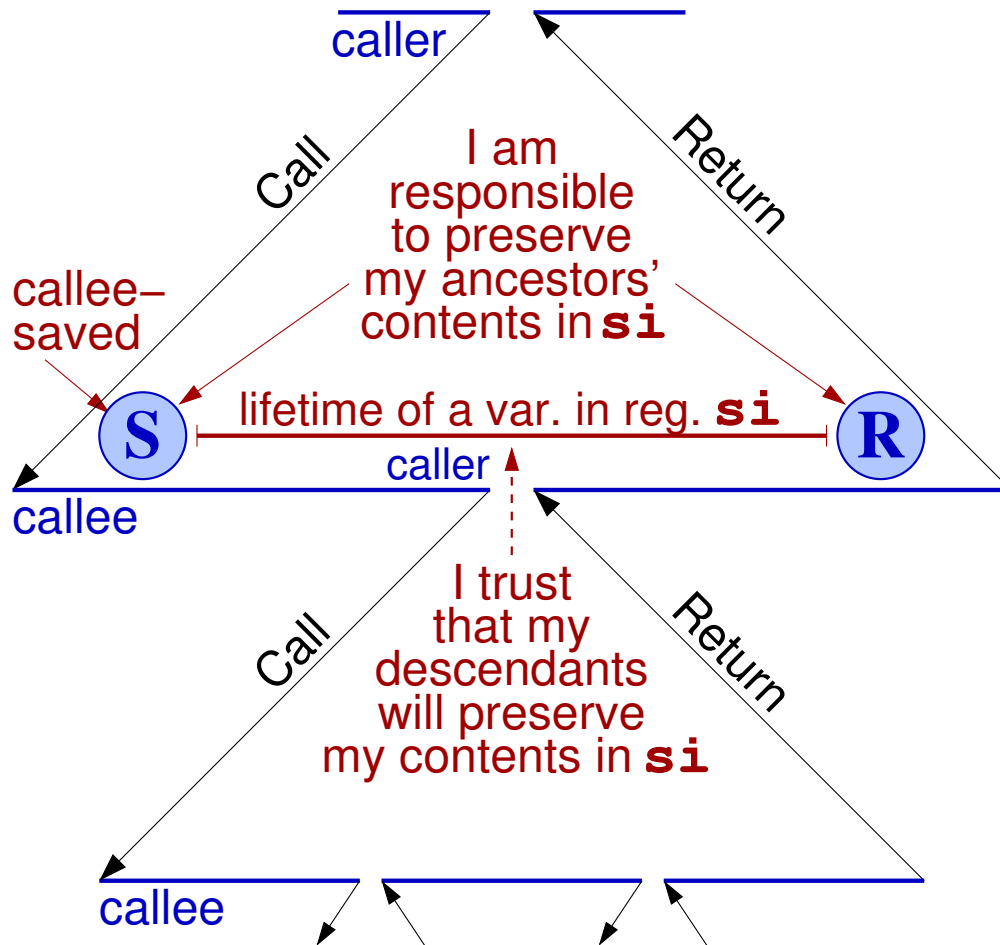 caller
Call
Return
I am
responsible
to preserve
my ancestors’
contents in si
callee–
saved
S
lifetime of a var. in reg. si
R
caller
callee
Call
Return
I trust
that my
descendants
will preserve
my contents in si
callee